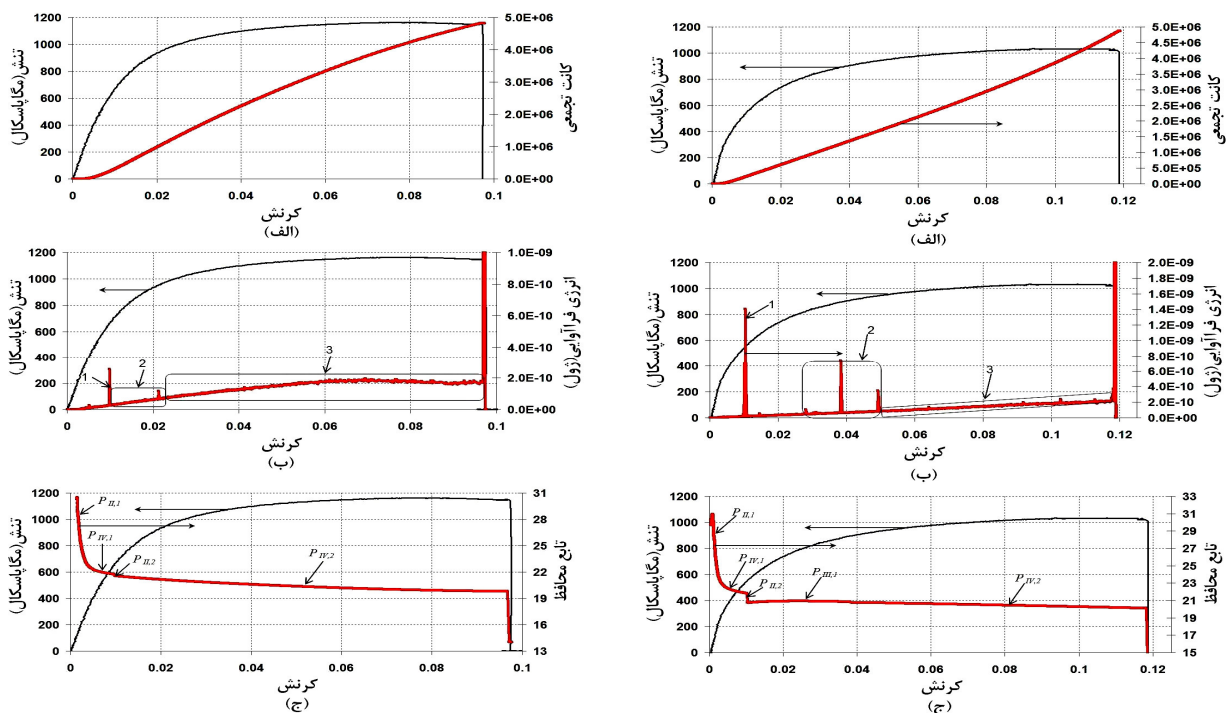 1200
1000
800
600
400
200
0
تنش(مگاپاسکال)
5.0E+06
4.0E+06
3.0E+06
2.0E+06
1.0E+06
0.0E+00
کانت تجمعی
0 0.02 0.04 0.06 0.08 0.1
کرنش
(الف)
1200
1000
800
600
400
200
0
تنش(مگاپاسکال)
5.0E+06
4.5E+06
4.0E+06
3.5E+06
3.0E+06
2.5E+06
2.0E+06
1.5E+06
1.0E+06
5.0E+05
0.0E+00
کانت تجمعی
0 0.02 0.04 0.06 0.08 0.1 0.12
کرنش
(الف)
1200
1000
800
600
400
200
0
تنش(مگاپاسکال)
1
2
3
1.0E-09
8.0E-10
6.0E-10
4.0E-10
2.0E-10
0.0E+00
انرژی فراآوایی(ژول)
0 0.02 0.04 0.06 0.08 0.1
کرنش
(ب)
1200
1000
800
600
400
200
0
تنش(مگاپاسکال)
1
2
3
2.0E-09
1.8E-09
1.6E-09
1.4E-09
1.2E-09
1.0E-09
8.0E-10
6.0E-10
4.0E-10
2.0E-10
0.0E+00
انرژی فراآوایی(ژول)
0 0.02 0.04 0.06 0.08 0.1 0.12
کرنش
(ب)
1200
1000
800
600
400
200
0
تنش(مگاپاسکال)
P II,1
P IV,1
P II,2
P IV,2
31
28
25
22
19
16
13
تابع محافظ
0 0.02 0.04 0.06 0.08 0.1
کرنش
(ج)
1200
1000
800
600
400
200
0
تنش(مگاپاسکال)
P II,1
P IV,1
P II,2
P III,1
P IV,2
33
31
29
27
25
23
21
19
17
15
تابع محافظ
0 0.02 0.04 0.06 0.08 0.1 0.12
کرنش
(ج)